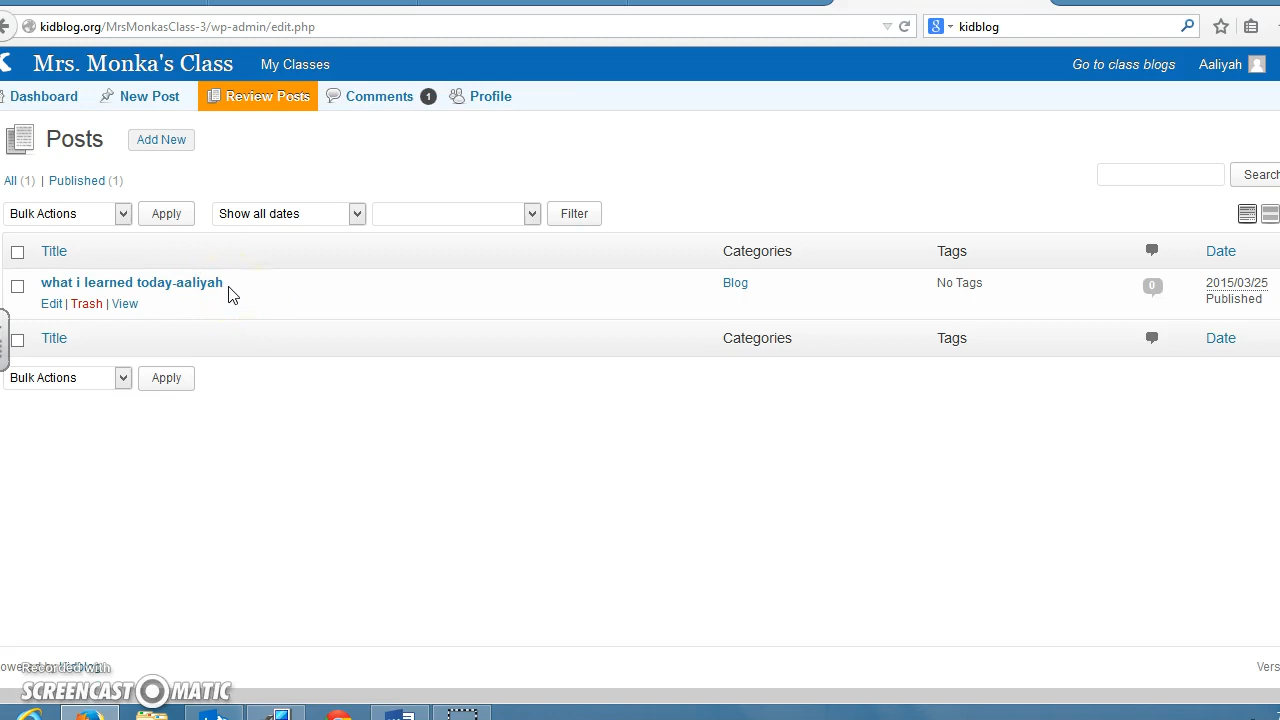 kidblog.org/MrsMonkasClass-3/wp-admin/edit.php
kidblog
Mrs. Monka's Class My Classes Go to class blogs Aaliyah
Dashboard New Post Review Posts Comments 1 Profile
Posts Add New
All (1) | Published (1)
Search
Bulk Actions Apply Show all dates Filter
Title Categories Tags Date
what i learned today-aaliyah Blog No Tags 0 2015/03/25
Edit | Trash | View Published
Title Categories Tags Date
Bulk Actions Apply
Recorded with
SCREENCAST MATIC